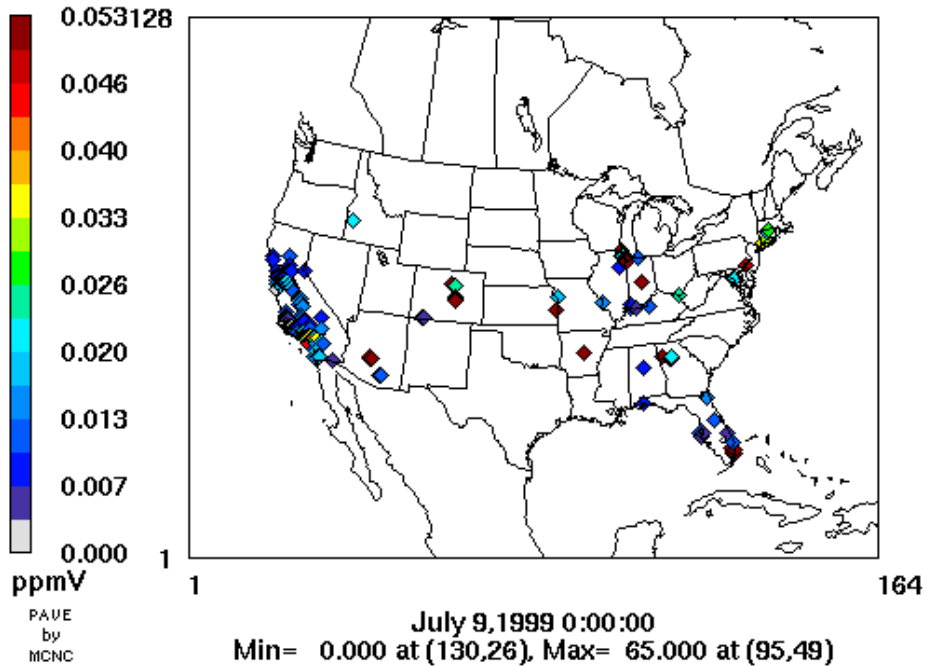 0.053
0.046
0.040
0.033
0.026
0.020
0.013
0.007
0.000
ppmV
PAVE
by
MCNC
128
1
1
164
July 9,1999 0:00:00
Min= 0.000 at (130,26), Max= 65.000 at (95,49)